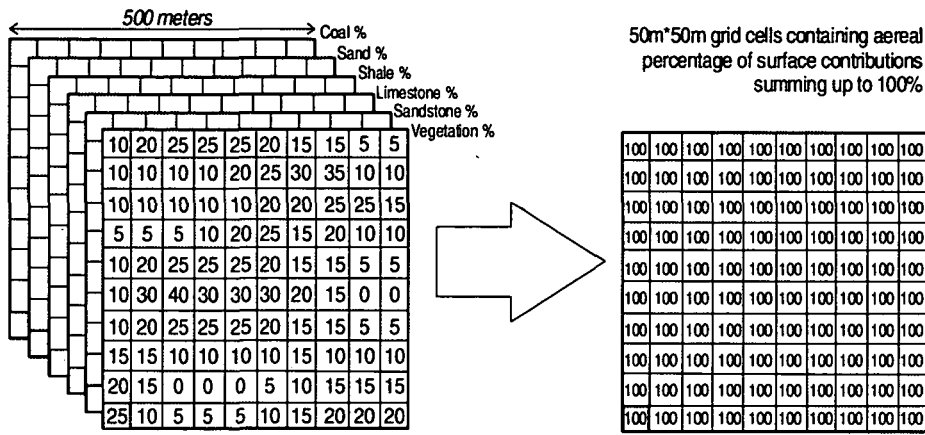 500 meters
Coal %
Sand %
Shale %
Limestone %
Sandstone %
Vegetation %
10 20 25 25 25 20 15 15 5 5
10 10 10 10 20 25 30 35 10 10
10 10 10 10 10 20 20 25 25 15
5 5 5 10 20 25 15 20 10 10
10 20 25 25 25 20 15 15 5 5
10 30 40 30 30 30 20 15 0 0
10 20 25 25 25 20 15 15 5 5
15 15 10 10 10 10 15 10 10 10
20 15 0 0 0 5 10 15 15 15
25 10 5 5 5 10 15 20 20 20
50m*50m grid cells containing aereal
percentage of surface contributions
summing up to 100%
100 100 100 100 100 100 100 100 100 100
100 100 100 100 100 100 100 100 100 100
100 100 100 100 100 100 100 100 100 100
100 100 100 100 100 100 100 100 100 100
100 100 100 100 100 100 100 100 100 100
100 100 100 100 100 100 100 100 100 100
100 100 100 100 100 100 100 100 100 100
100 100 100 100 100 100 100 100 100 100
100 100 100 100 100 100 100 100 100 100
100 100 100 100 100 100 100 100 100 100